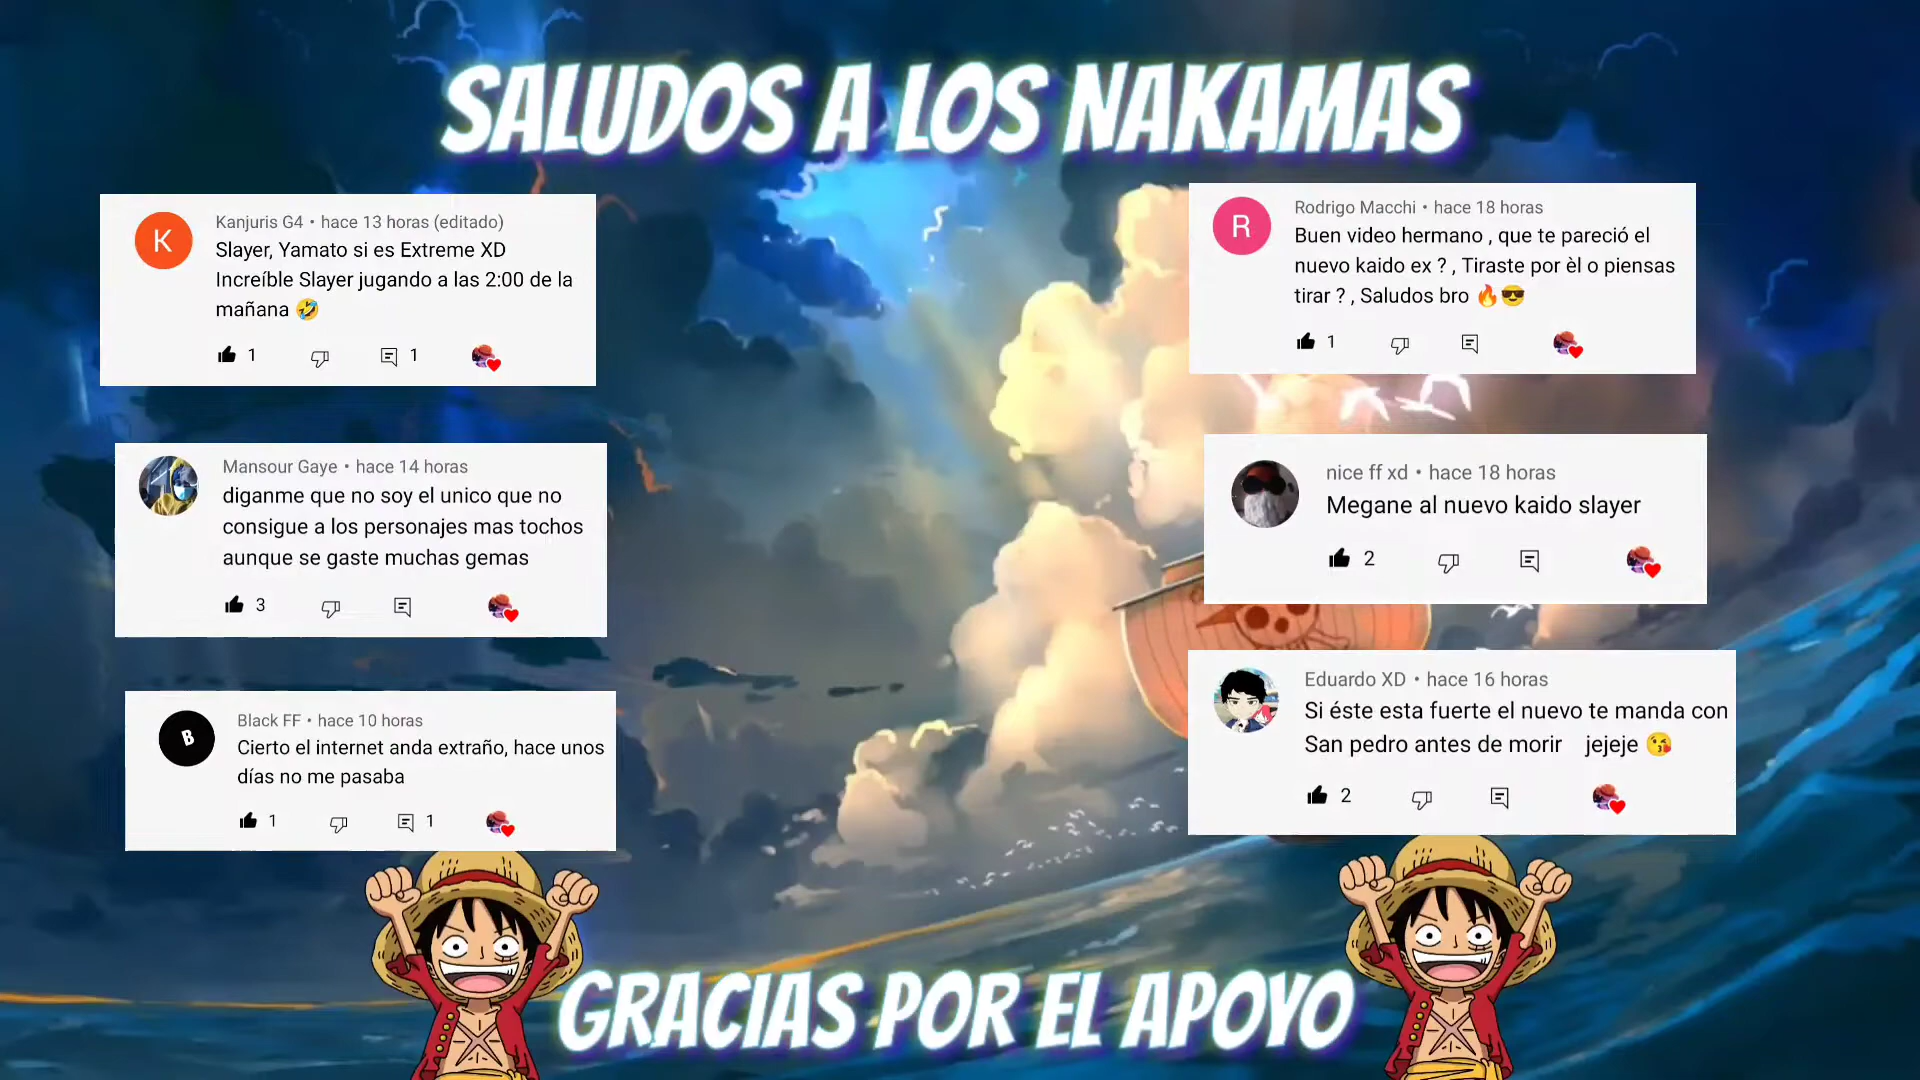 SALUDOS A LOS NAKAMAS
K
Kanjuris G4 • hace 13 horas (editado)
Slayer, Yamato si es Extreme XD
Increíble Slayer jugando a las 2:00 de la
mañana 🤣
1 1
Mansour Gaye • hace 14 horas
diganme que no soy el unico que no
consigue a los personajes mas tochos
aunque se gaste muchas gemas
3
B
Black FF • hace 10 horas
Cierto el internet anda extraño, hace unos
días no me pasaba
1 1
R
Rodrigo Macchi • hace 18 horas
Buen video hermano , que te pareció el
nuevo kaido ex ? , Tiraste por èl o piensas
tirar ? , Saludos bro 🔥😎
1
nice ff xd • hace 18 horas
Megane al nuevo kaido slayer
2
Eduardo XD • hace 16 horas
Si éste esta fuerte el nuevo te manda con
San pedro antes de morir jejeje 😘
2
GRACIAS POR EL APOYO